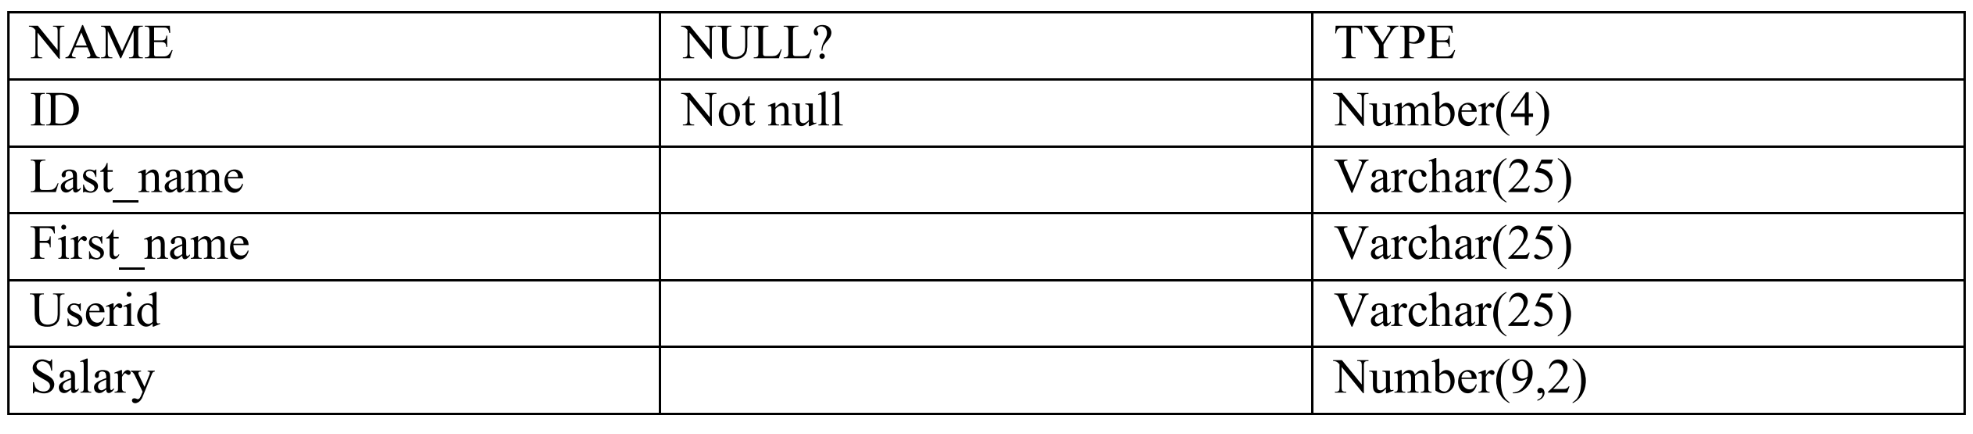 NAME NULL? TYPE
ID Not null Number(4)
Last_name Varchar(25)
First_name Varchar(25)
Userid Varchar(25)
Salary Number(9,2)